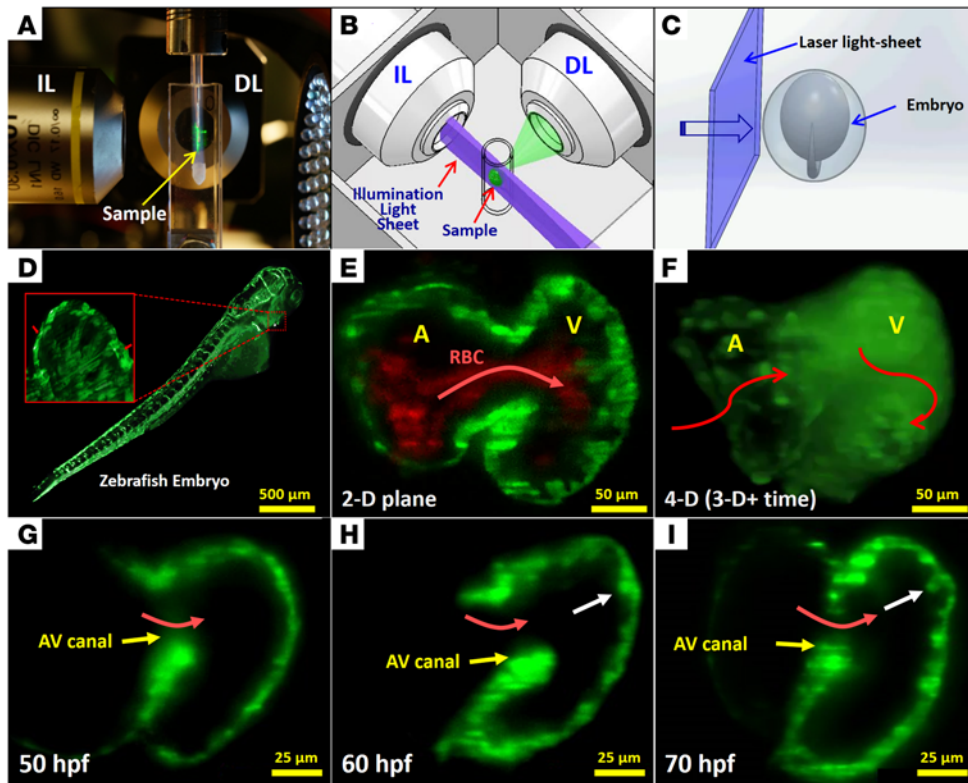 A
IL
DL
Sample
B
IL
DL
Illumination
Light
Sheet
Sample
C
Laser light-sheet
Embryo
D
Zebrafish Embryo
500 µm
E
A
V
RBC
2-D plane
50 µm
F
A
V
4-D (3-D+ time)
50 µm
G
AV canal
50 hpf
25 µm
H
AV canal
60 hpf
25 µm
I
AV canal
70 hpf
25 µm